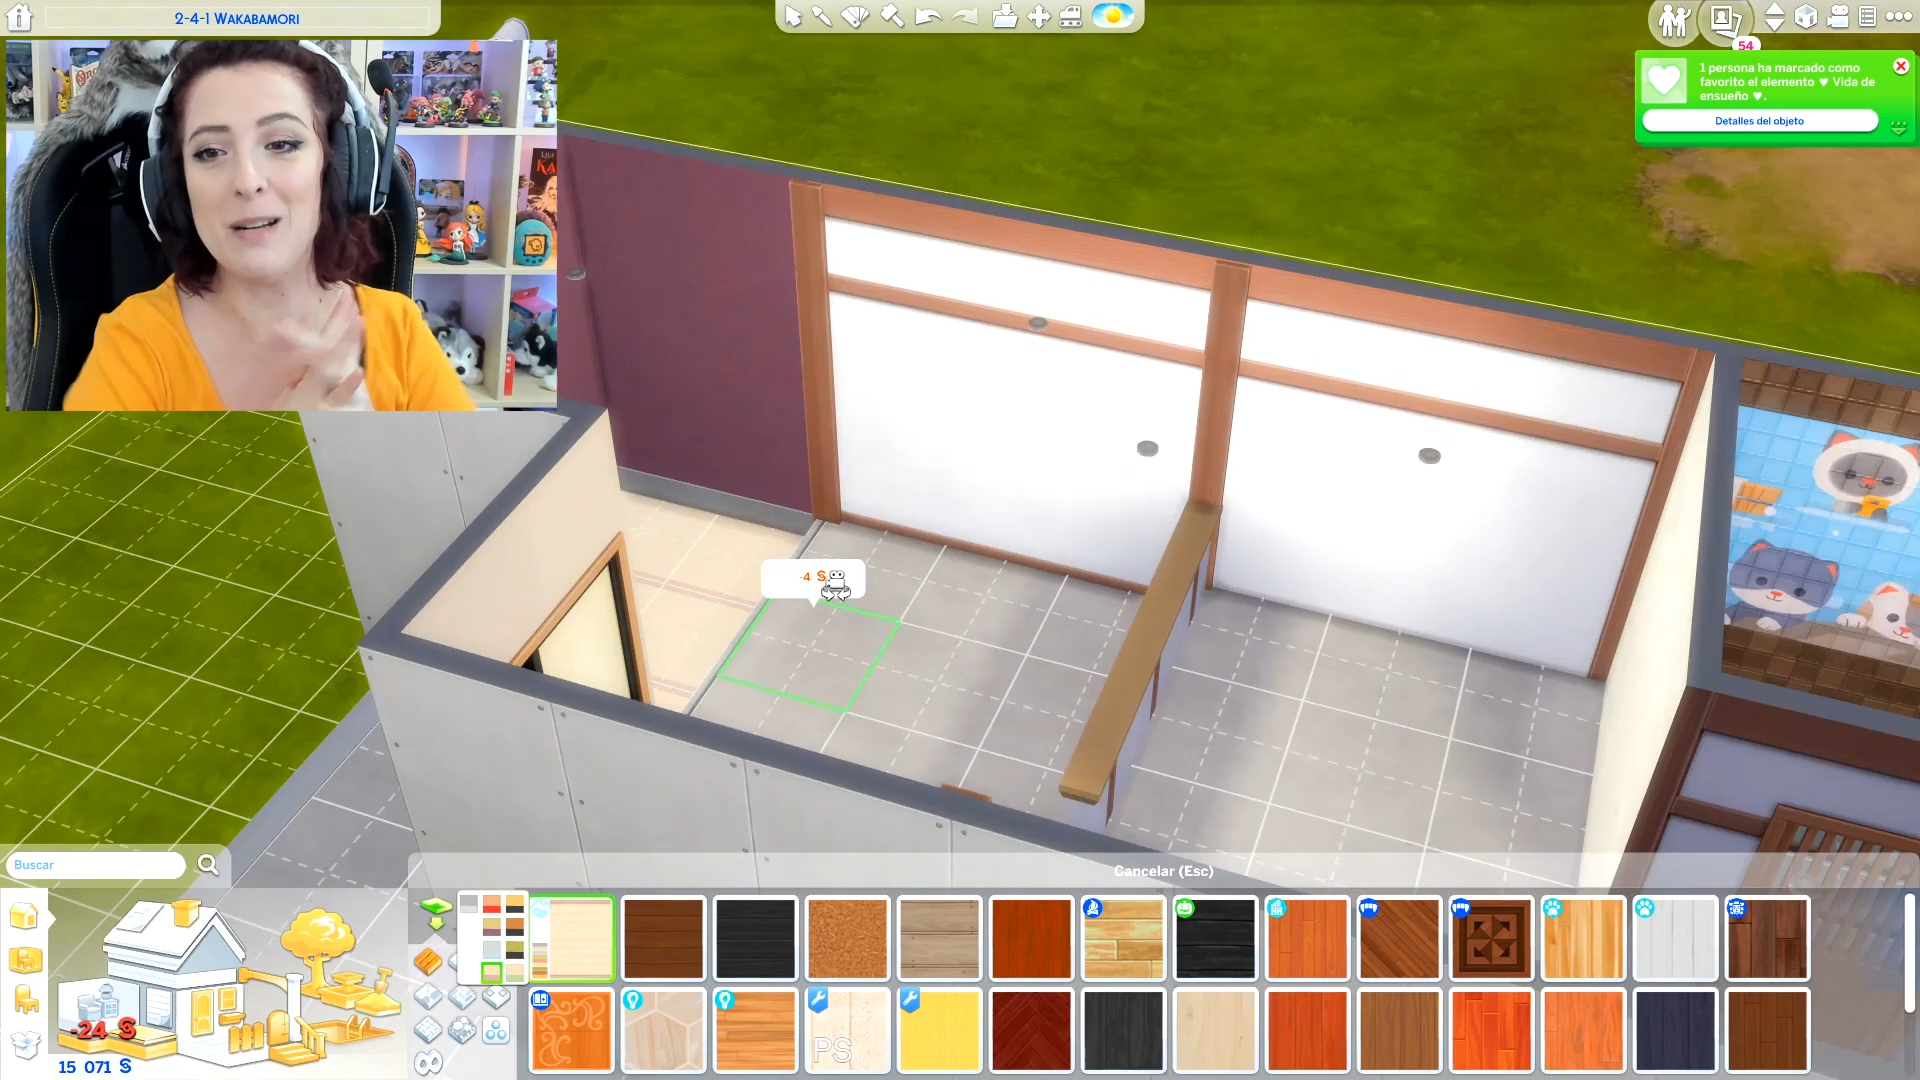 2-4-1 WAKABAMORI
54
1 persona ha marcado como
favorito el elemento ♥ Vida de
ensueño ♥.
Detalles del objeto
-4 §
Cancelar (Esc)
Buscar
-24 §
15 071 §
PS